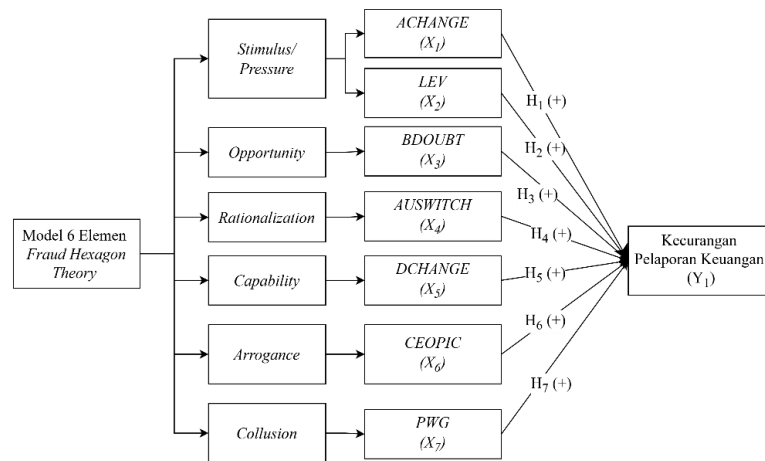 Model 6 Elemen
Fraud Hexagon
Theory
Stimulus/
Pressure
Opportunity
Rationalization
Capability
Arrogance
Collusion
ACHANGE
(X1)
LEV
(X2)
BDOUBT
(X3)
AUSWITCH
(X4)
DCHANGE
(X5)
CEOPIC
(X6)
PWG
(X7)
H1 (+)
H2 (+)
H3 (+)
H4 (+)
H5 (+)
H6 (+)
H7 (+)
Kecurangan
Pelaporan Keuangan
(Y1)